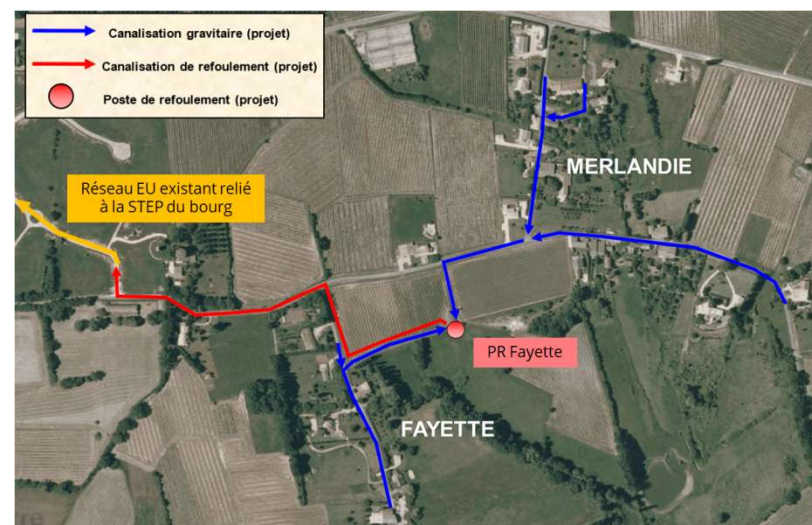 Canalisation gravitaire (projet)
Canalisation de refoulement (projet)
Poste de refoulement (projet)
MERLANDIE
Réseau EU existant relié
à la STEP du bourg
PR Fayette
FAYETTE